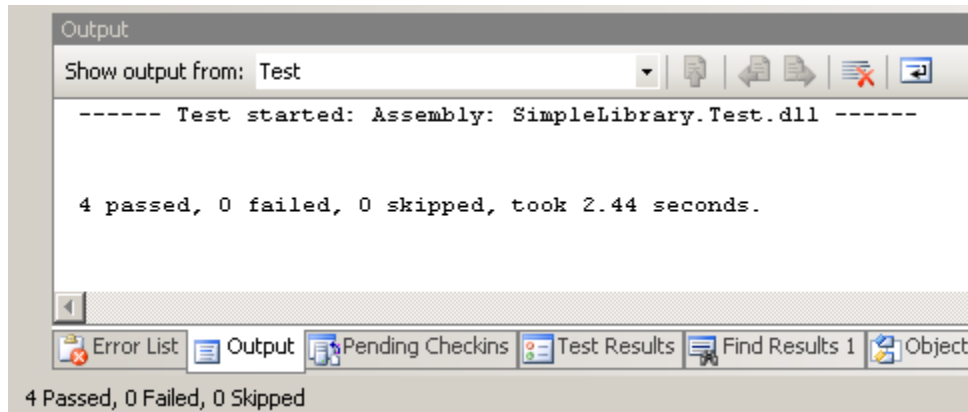 Output
Show output from: Test
------ Test started: Assembly: SimpleLibrary.Test.dll ------
4 passed, 0 failed, 0 skipped, took 2.44 seconds.
Error List Output Pending Checkins Test Results Find Results 1 Object
4 Passed, 0 Failed, 0 Skipped